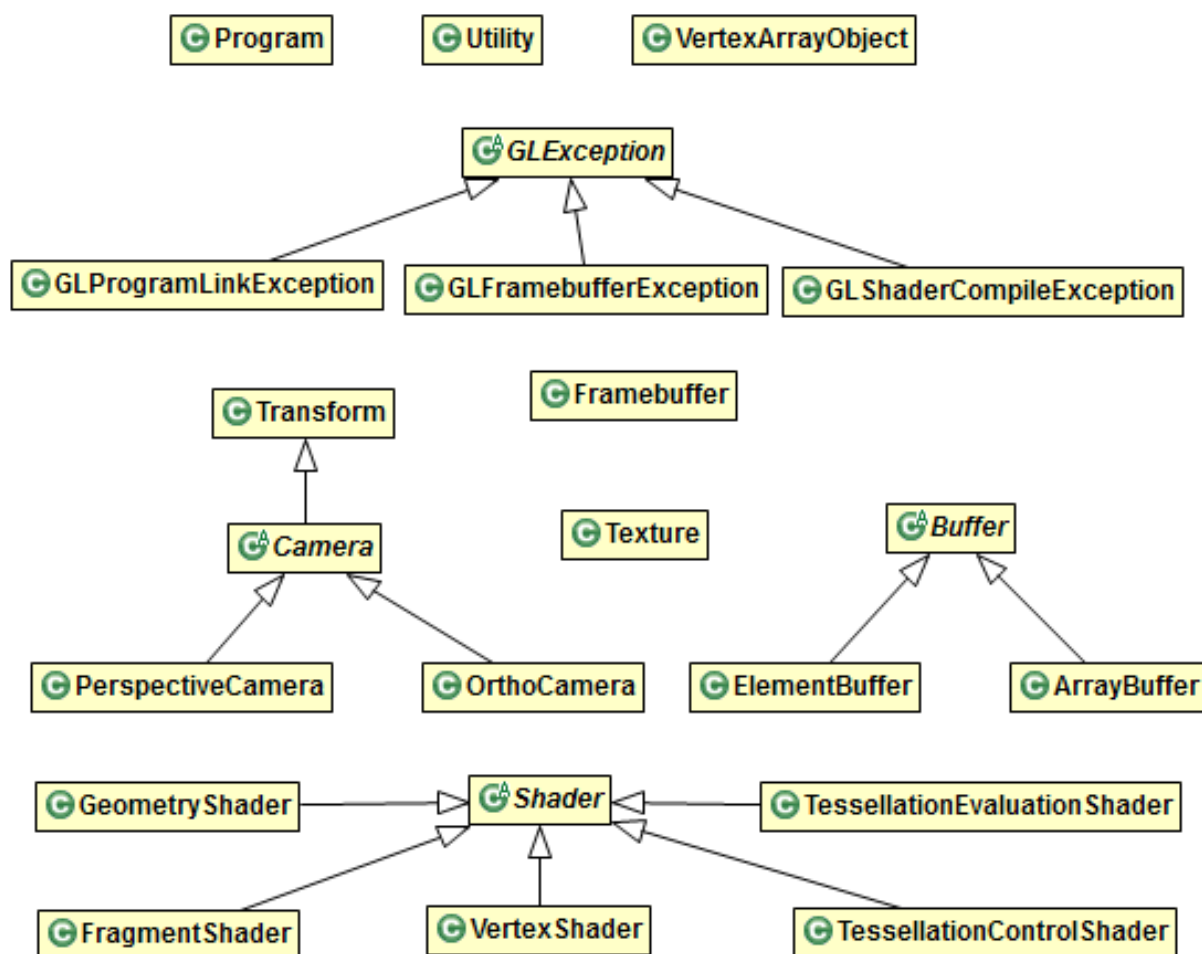 Program
Utility
VertexArrayObject
GLException
GLProgramLinkException
GLFramebufferException
GLShaderCompileException
Transform
Framebuffer
Camera
Texture
Buffer
PerspectiveCamera
OrthoCamera
ElementBuffer
ArrayBuffer
GeometryShader
Shader
TessellationEvaluationShader
FragmentShader
VertexShader
TessellationControlShader